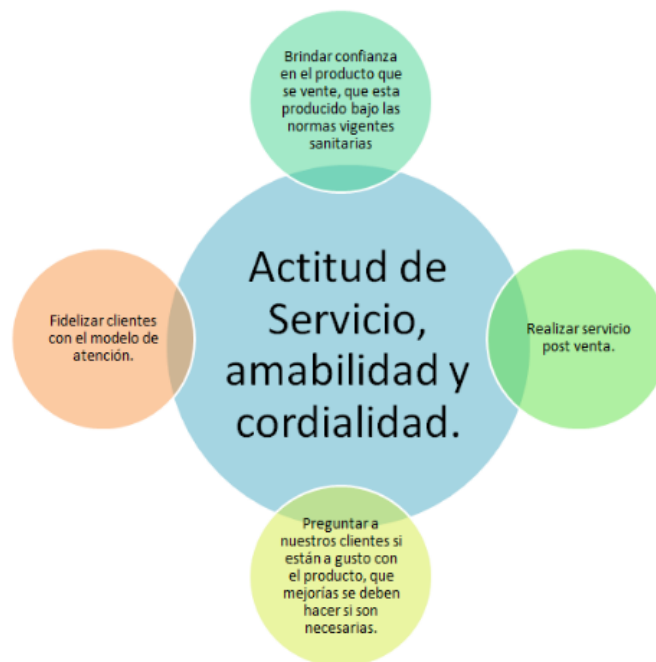 Brindar confianza
en el producto que
se vente, que esta
producido bajo las
normas vigentes
sanitarias
Actitud de
Servicio,
amabilidad y
cordialidad.
Fidelizar clientes
con el modelo de
atención.
Realizar servicio
post venta.
Preguntar a
nuestros clientes si
están a gusto con
el producto, que
mejorías se deben
hacer si son
necesarias.